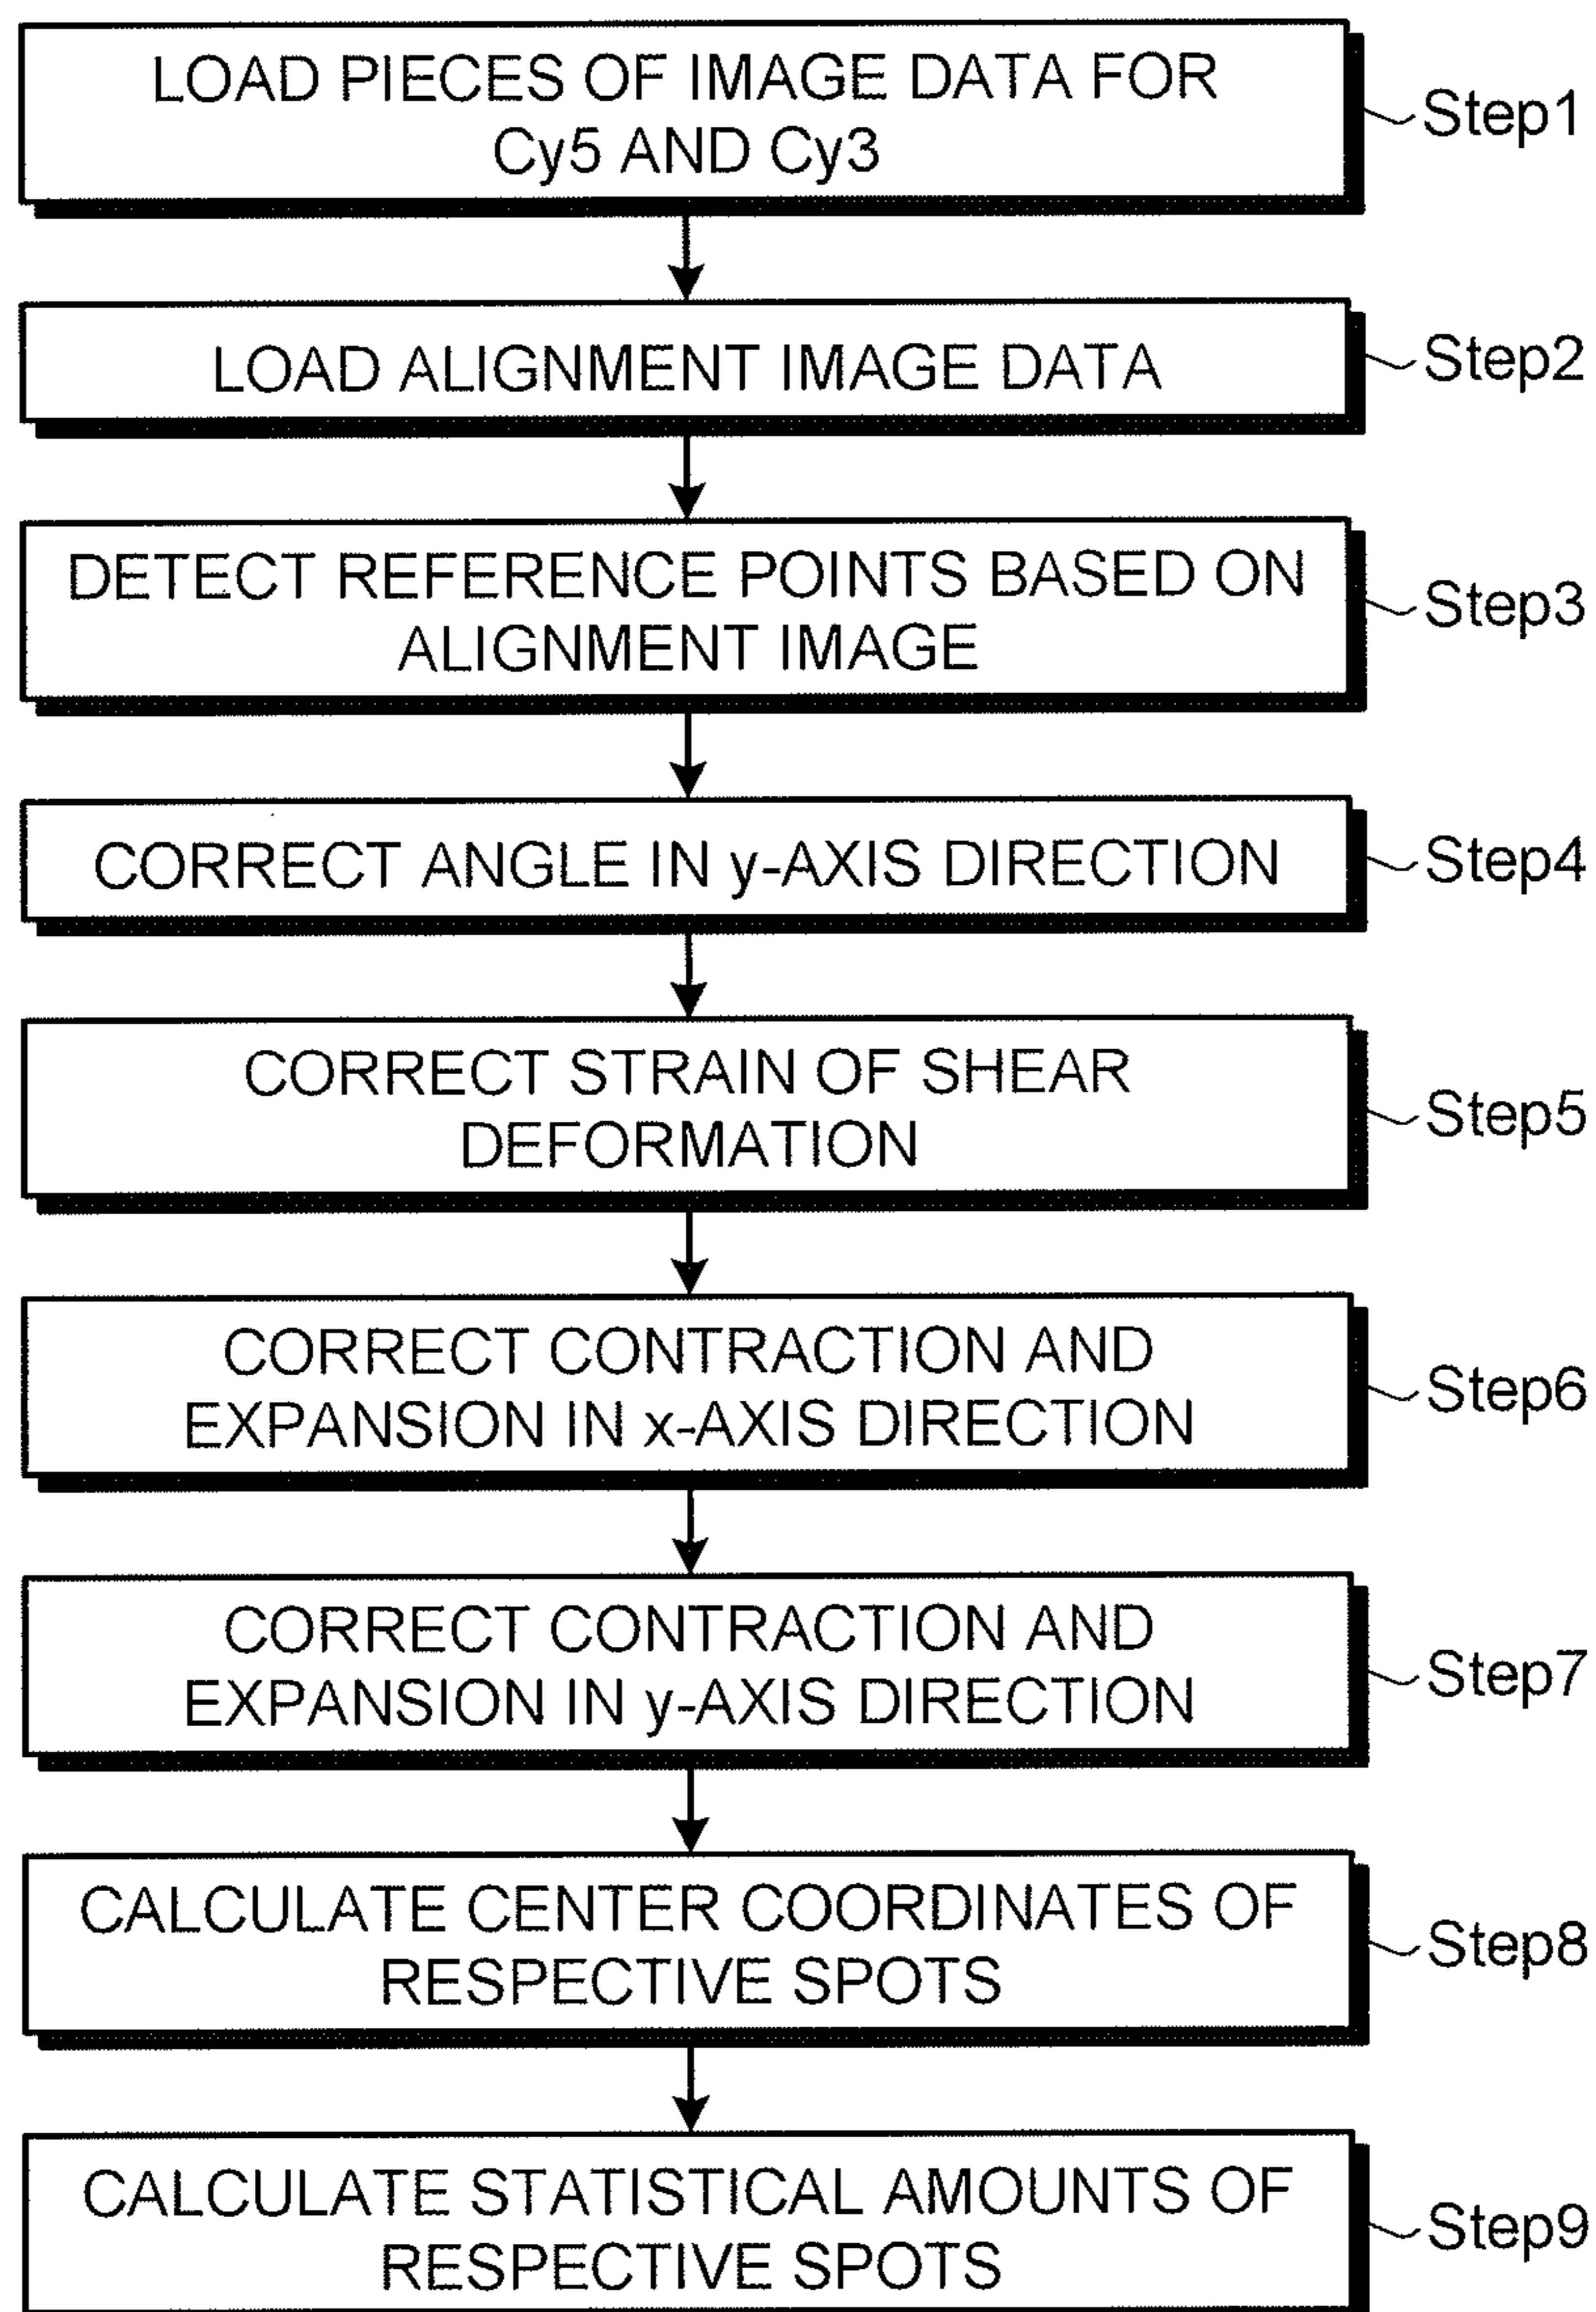 LOAD PIECES OF IMAGE DATA FOR
Cy5 AND Cy3
Step1
LOAD ALIGNMENT IMAGE DATA
Step2
DETECT REFERENCE POINTS BASED ON
ALIGNMENT IMAGE
Step3
CORRECT ANGLE IN y-AXIS DIRECTION
Step4
CORRECT STRAIN OF SHEAR
DEFORMATION
Step5
CORRECT CONTRACTION AND
EXPANSION IN x-AXIS DIRECTION
Step6
CORRECT CONTRACTION AND
EXPANSION IN y-AXIS DIRECTION
Step7
CALCULATE CENTER COORDINATES OF
RESPECTIVE SPOTS
Step8
CALCULATE STATISTICAL AMOUNTS OF
RESPECTIVE SPOTS
Step9